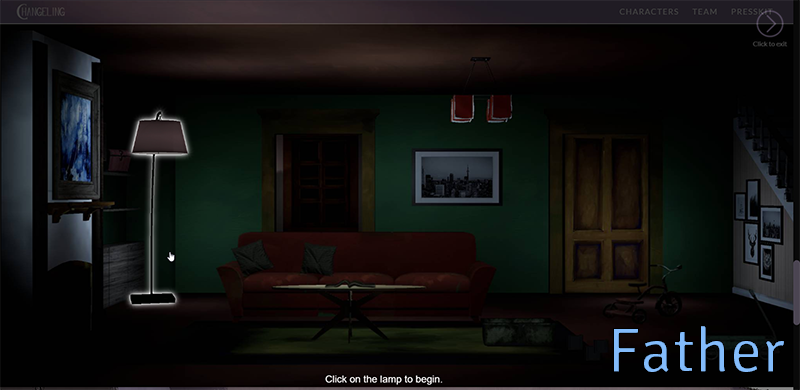 CHANGELING
CHARACTERS TEAM PRESSKIT
Click to exit
Click on the lamp to begin.
Father